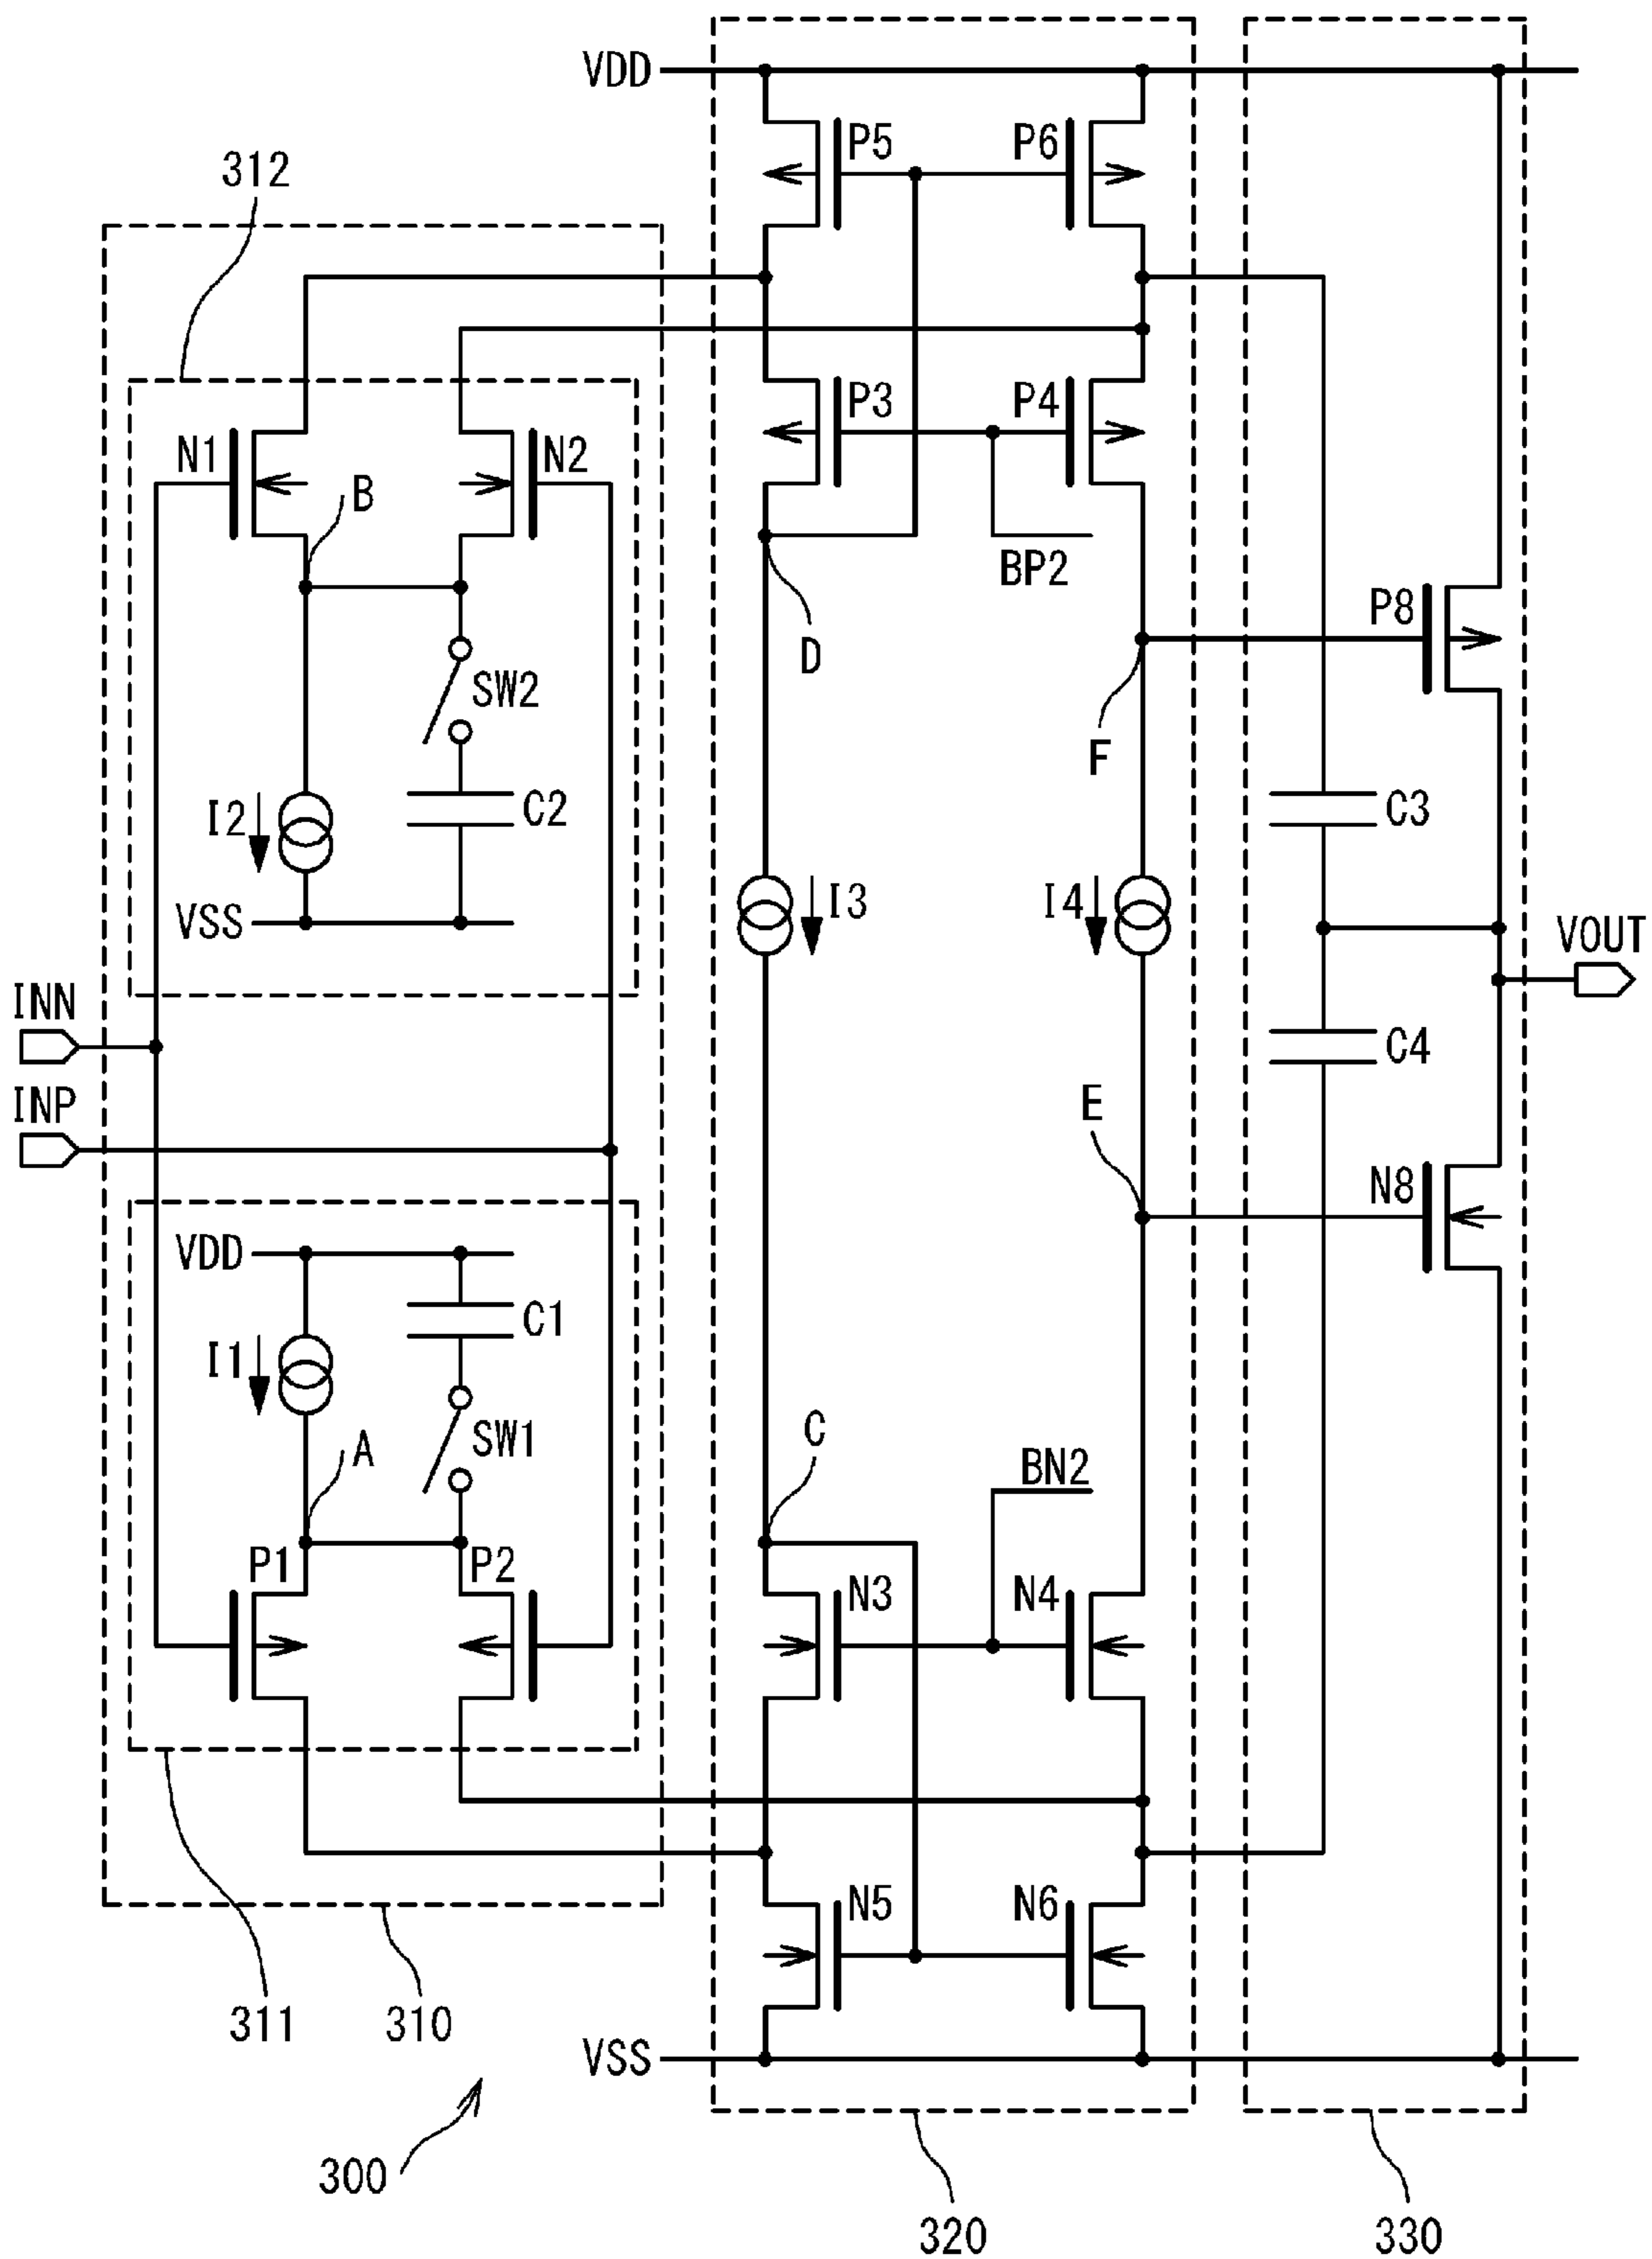 VDD
P5
P6
312
P3
P4
N1
N2
B
BP2
P8
D
SW2
F
I2
C2
C3
I3
I4
VSS
VOUT
INN
C4
INP
E
N8
VDD
C1
I1
SW1
A
C
BN2
P1
P2
N3
N4
N5
N6
311
310
VSS
300
320
330